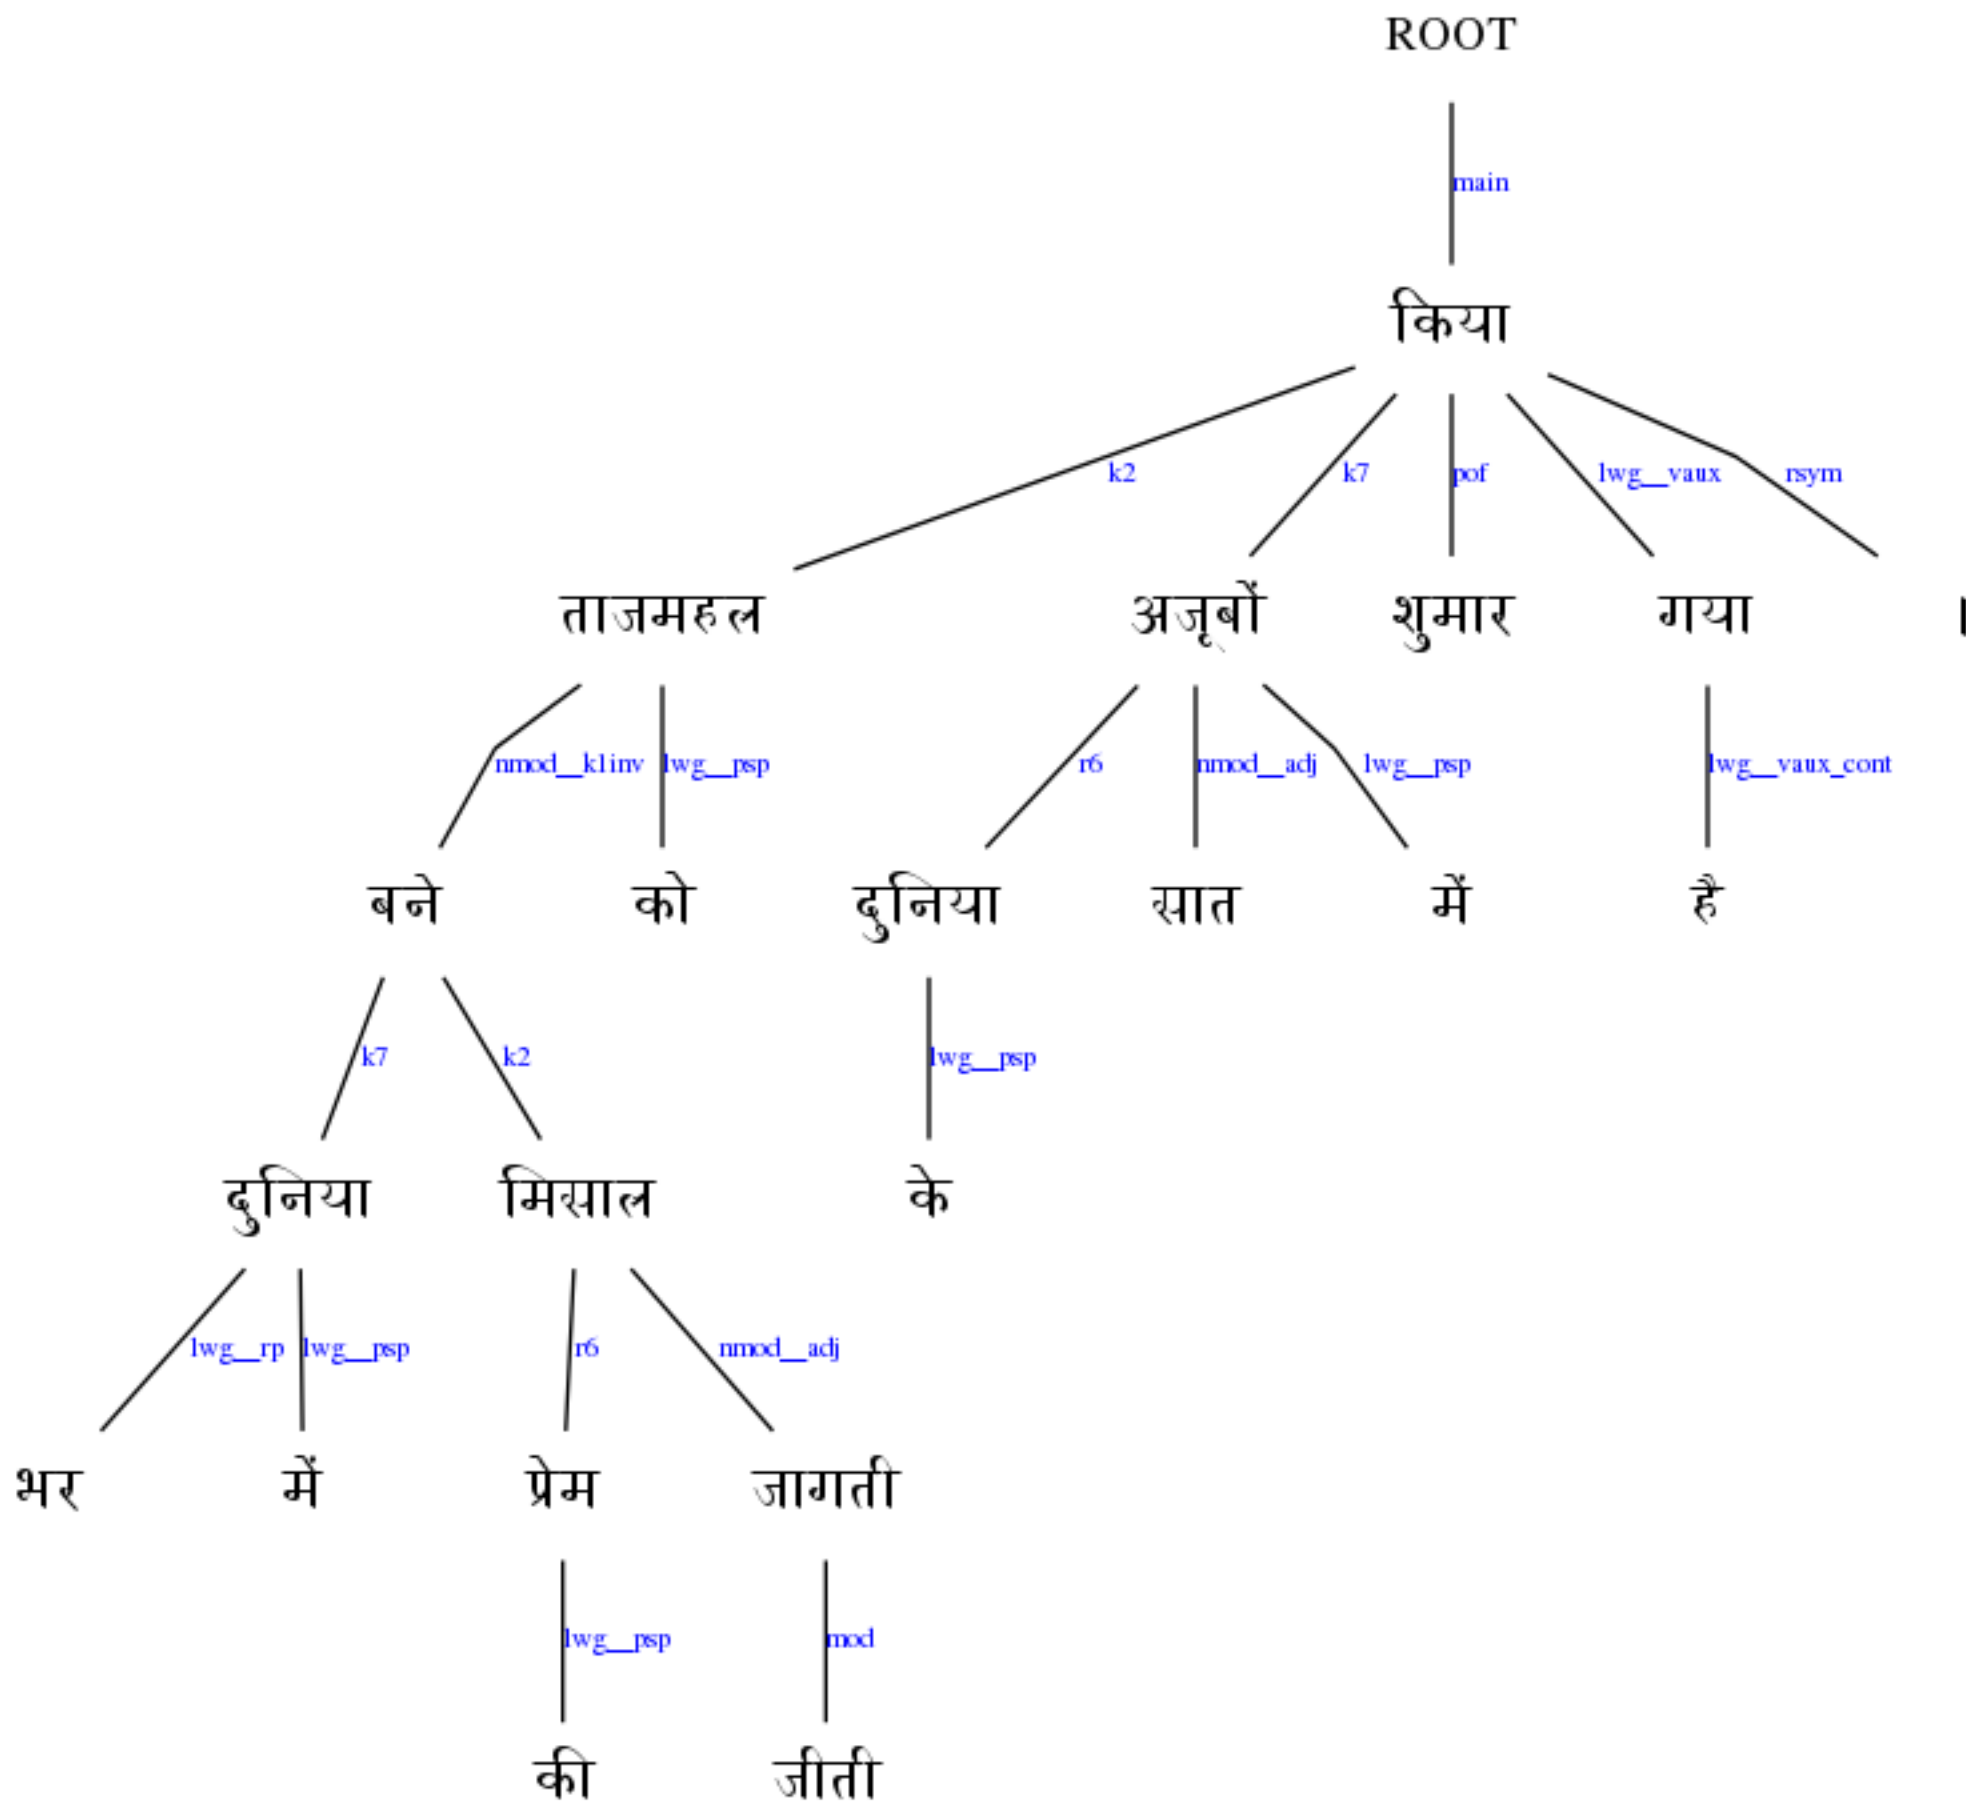 ROOT
main
किया
k2 k7 pof lwg__vaux rsym
ताजमहल अजूबों शुमार गया ।
nmod__k1inv lwg__psp r6 nmod__adj lwg__psp lwg__vaux_cont
बने को दुनिया सात में है
k7 k2 lwg__psp
दुनिया मिसाल के
lwg__rp lwg__psp r6 nmod__adj
भर में प्रेम जागती
lwg__psp mod
की जीती